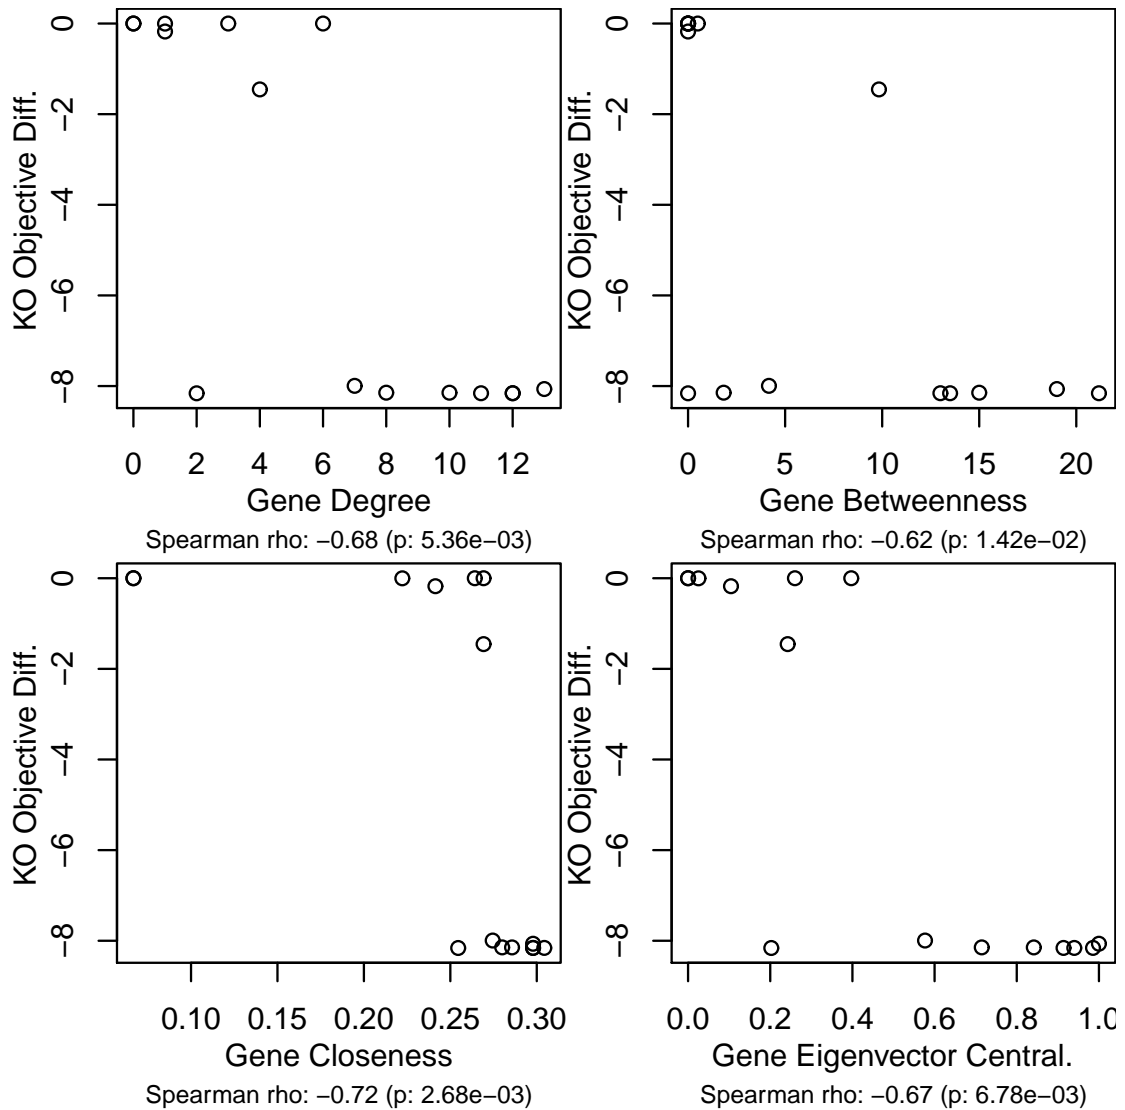 0
−2
−4
−6
−8
KO Objective Diff.
0 2 4 6 8 10 12
Gene Degree
Spearman rho: −0.68 (p: 5.36e−03)
0
−2
−4
−6
−8
KO Objective Diff.
0 5 10 15 20
Gene Betweenness
Spearman rho: −0.62 (p: 1.42e−02)
0
−2
−4
−6
−8
KO Objective Diff.
0.10 0.15 0.20 0.25 0.30
Gene Closeness
Spearman rho: −0.72 (p: 2.68e−03)
0
−2
−4
−6
−8
KO Objective Diff.
0.0 0.2 0.4 0.6 0.8 1.0
Gene Eigenvector Central.
Spearman rho: −0.67 (p: 6.78e−03)